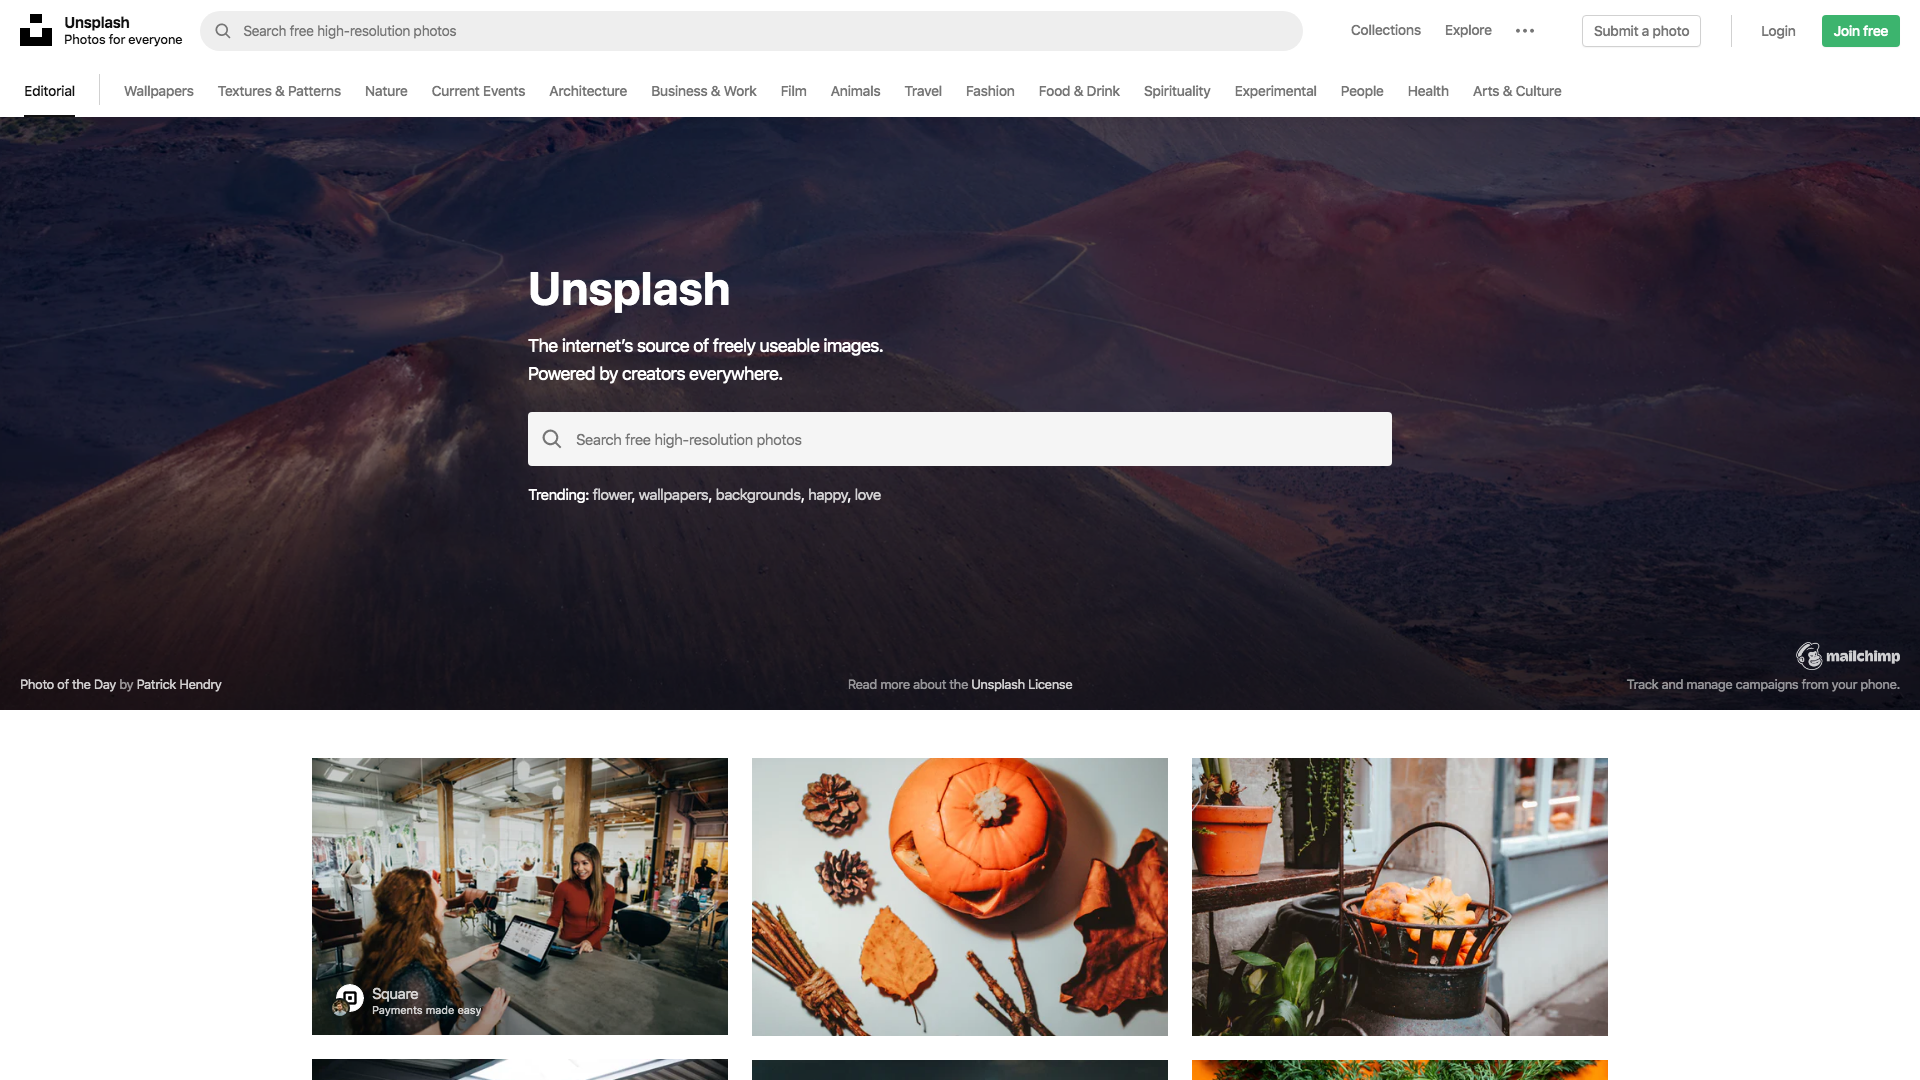 Unsplash
Photos for everyone
Search free high-resolution photos
Collections
Explore
Submit a photo
Login
Join free
Editorial
Wallpapers
Textures & Patterns
Nature
Current Events
Architecture
Business & Work
Film
Animals
Travel
Fashion
Food & Drink
Spirituality
Experimental
People
Health
Arts & Culture
Unsplash
The internet's source of freely useable images.
Powered by creators everywhere.
Search free high-resolution photos
Trending: flower, wallpapers, backgrounds, happy, love
mailchimp
Photo of the Day by Patrick Hendry
Read more about the Unsplash License
Track and manage campaigns from your phone.
Square
Payments made easy